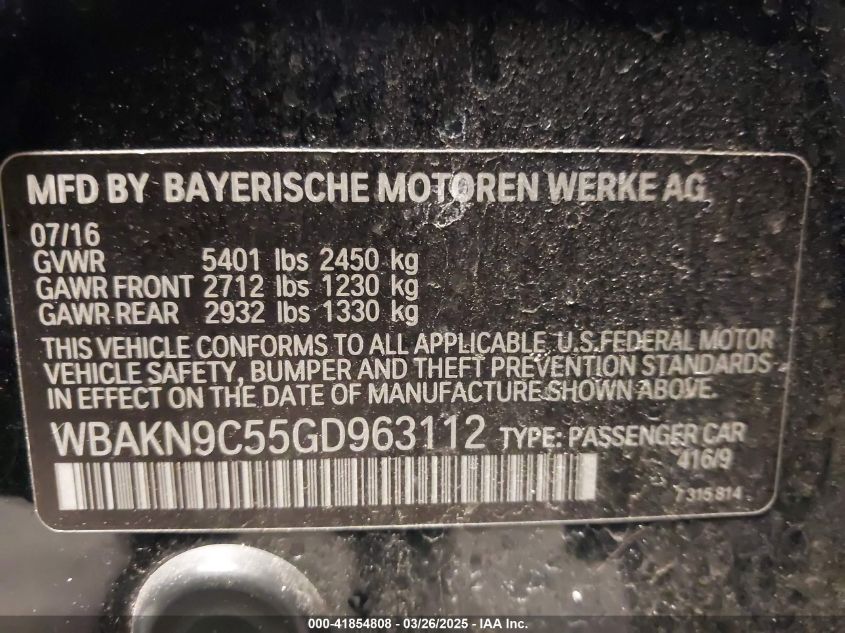 MFD BY BAYERISCHE MOTOREN WERKE AG
07/16
GVWR 5401 lbs 2450 kg
GAWR FRONT 2712 lbs 1230 kg
GAWR REAR 2932 lbs 1330 kg
THIS VEHICLE CONFORMS TO ALL APPLICABLE U.S.FEDERAL MOTOR
VEHICLE SAFETY, BUMPER AND THEFT PREVENTION STANDARDS
IN EFFECT ON THE DATE OF MANUFACTURE SHOWN ABOVE.
WBAKN9C55GD963112 TYPE: PASSENGER CAR
416/9
7 315 814
000-41854808 - 03/26/2025 - IAA Inc.